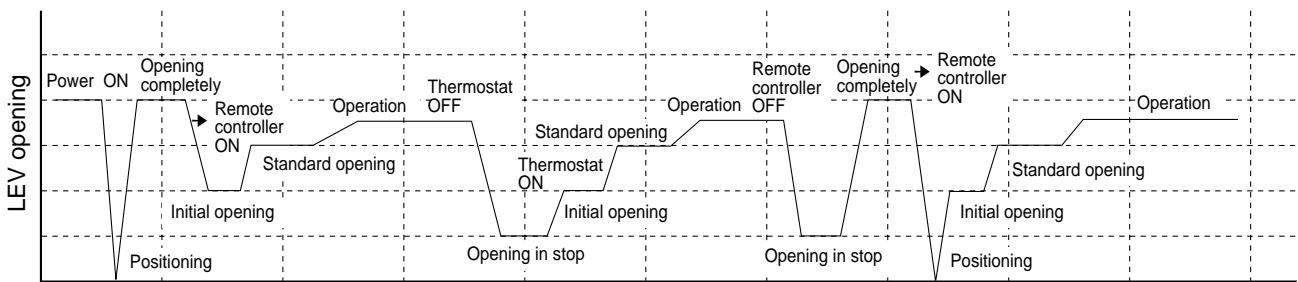 LEV opening
Power ON
Opening
completely
→ Remote
controller
ON
Positioning
Initial opening
Standard opening
Operation
Thermostat
OFF
Opening in stop
Thermostat
ON
Initial opening
Standard opening
Operation
Remote
controller
OFF
Opening in stop
Opening
completely
→ Remote
controller
ON
Positioning
Initial opening
Standard opening
Operation